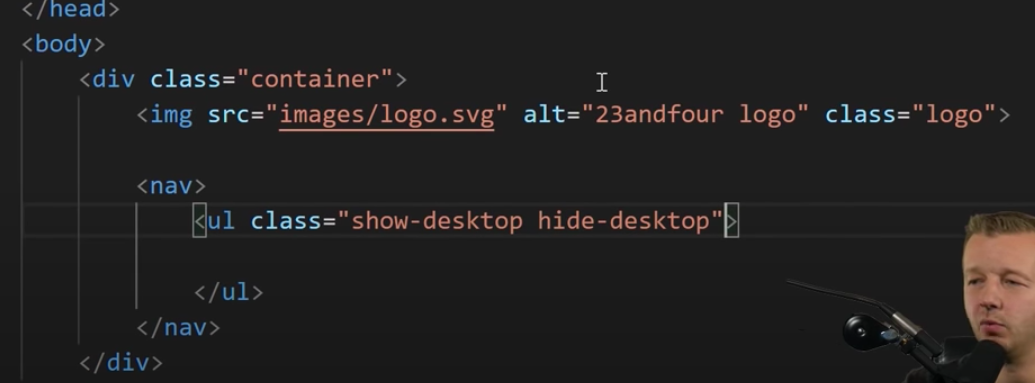 </head>
<body>
<div class="container">
<img src="images/logo.svg" alt="23andfour logo" class="logo">
<nav>
<ul class="show-desktop hide-desktop">
</ul>
</nav>
</div>